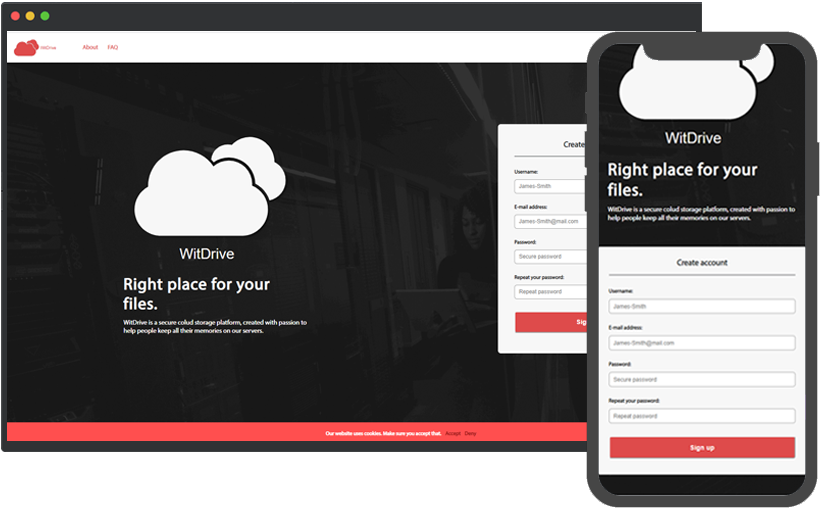 WitDrive
About
FAQ
WitDrive
Right place for your
files.
WitDrive is a secure colud storage platform, created with passion to
help people keep all their memories on our servers.
Create
Username:
James-Smith
E-mail address:
James-Smith@mail.com
Password:
Secure password
Repeat your password:
Repeat password
Sig
Our website uses cookies. Make sure you accept that. Accept Deny
WitDrive
Right place for your
files.
WitDrive is a secure colud storage platform, created with passion to
help people keep all their memories on our servers.
Create account
Username:
James-Smith
E-mail address:
James-Smith@mail.com
Password:
Secure password
Repeat your password:
Repeat password
Sign up